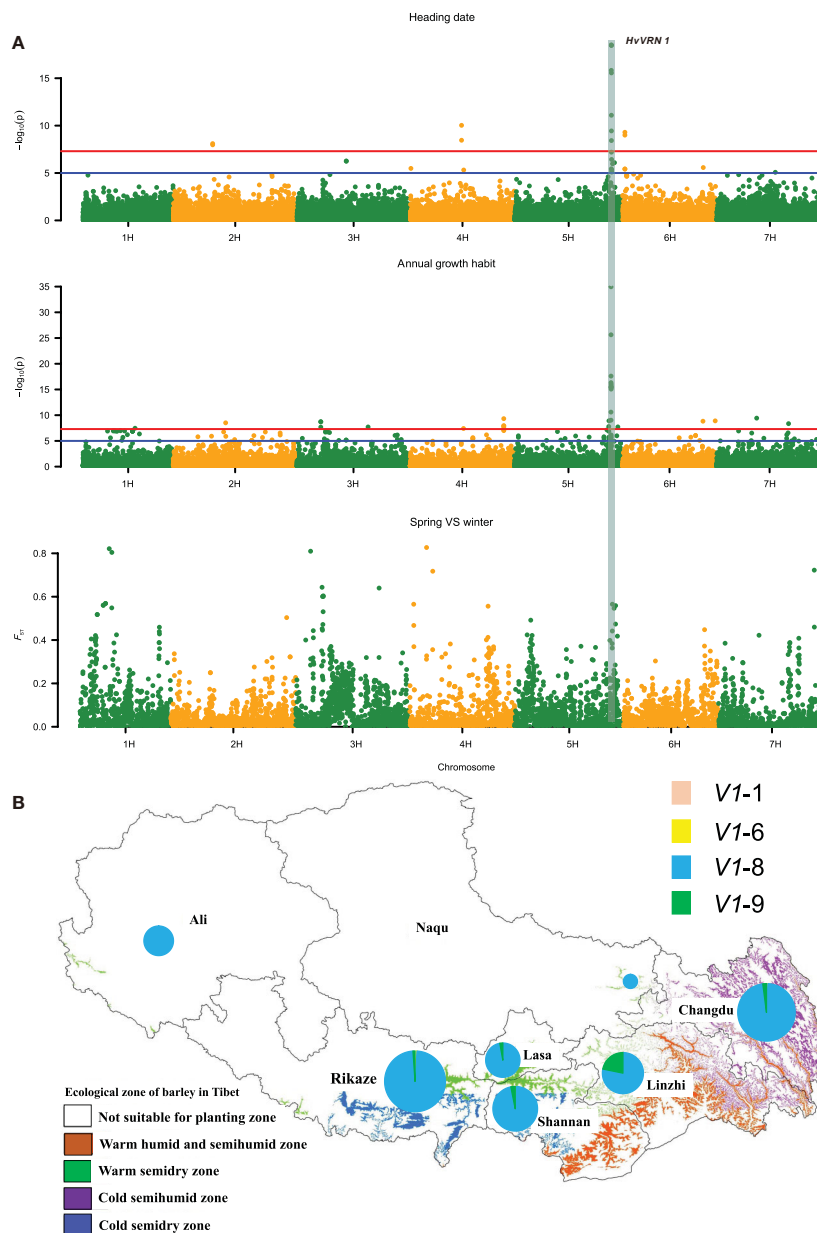 Heading date
A
HvVRN 1
15
10
5
0
−log10(p)
1H 2H 3H 4H 5H 6H 7H
Annual growth habit
35
30
25
20
15
10
5
0
−log10(p)
1H 2H 3H 4H 5H 6H 7H
Spring VS winter
0.8
0.6
0.4
0.2
0.0
FST
1H 2H 3H 4H 5H 6H 7H
Chromosome
B
V1-1
V1-6
V1-8
V1-9
Ali
Naqu
Changdu
Lasa
Rikaze
Linzhi
Shannan
Ecological zone of barley in Tibet
Not suitable for planting zone
Warm humid and semihumid zone
Warm semidry zone
Cold semihumid zone
Cold semidry zone